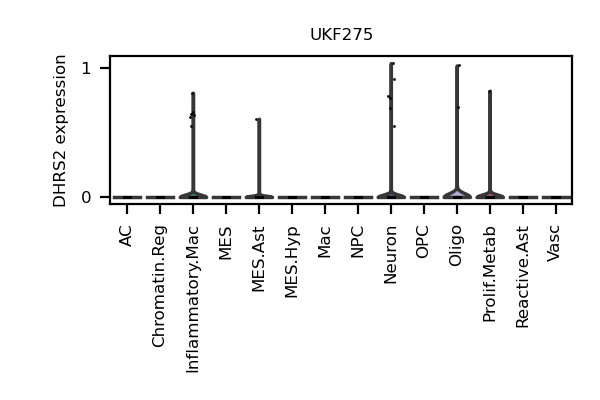 UKF275
DHRS2 expression
1
0
AC
Chromatin.Reg
Inflammatory.Mac
MES
MES.Ast
MES.Hyp
Mac
NPC
Neuron
OPC
Oligo
Prolif.Metab
Reactive.Ast
Vasc